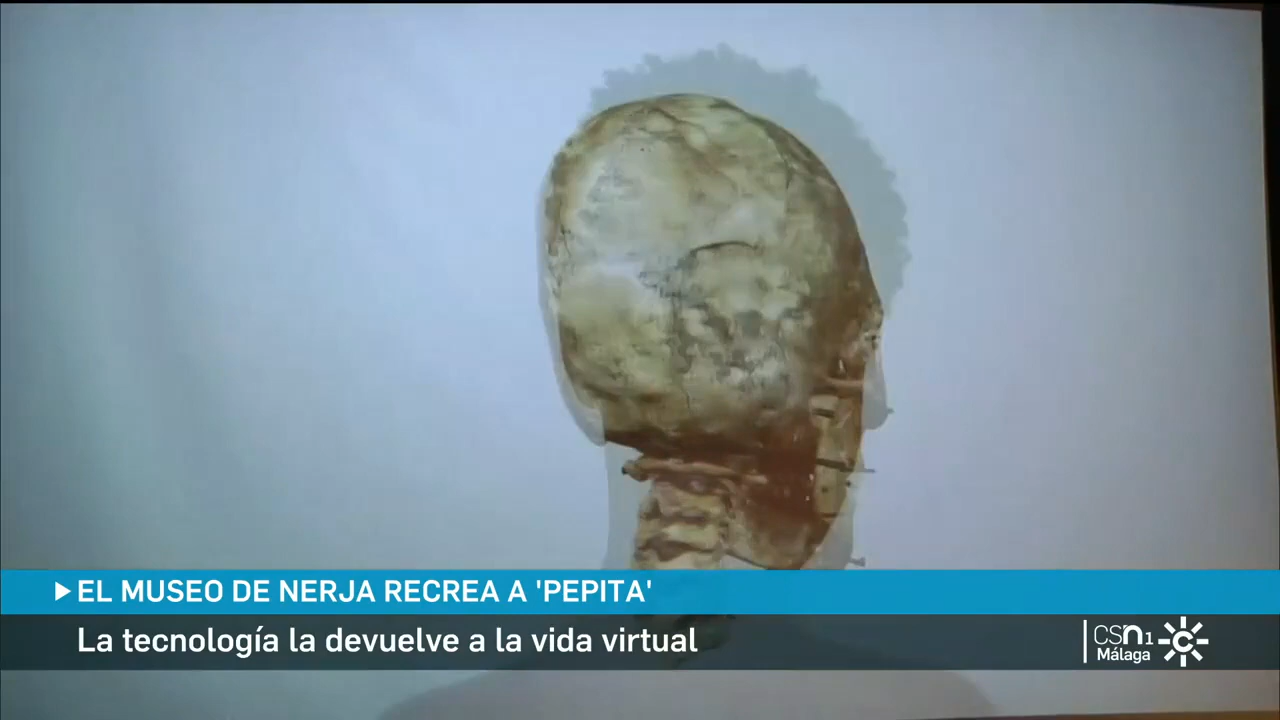 EL MUSEO DE NERJA RECREA A 'PEPITA'
La tecnología la devuelve a la vida virtual
CSn1
Málaga